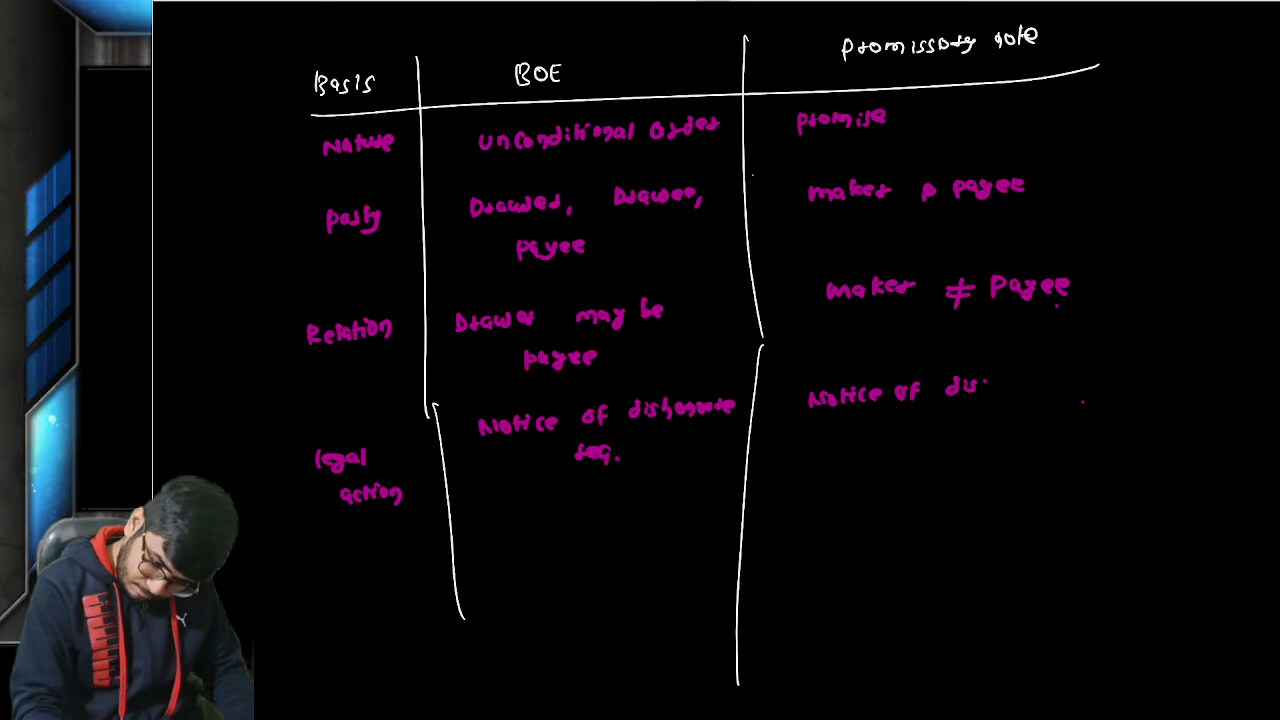 Basis BOE Promissory note
Nature Unconditional order Promise
Party Drawer, Drawee, maker & payee
payee
Relation Drawer may be maker ≠ Payee
payee
Legal Notice of dishonour Notice of dis.
action req.